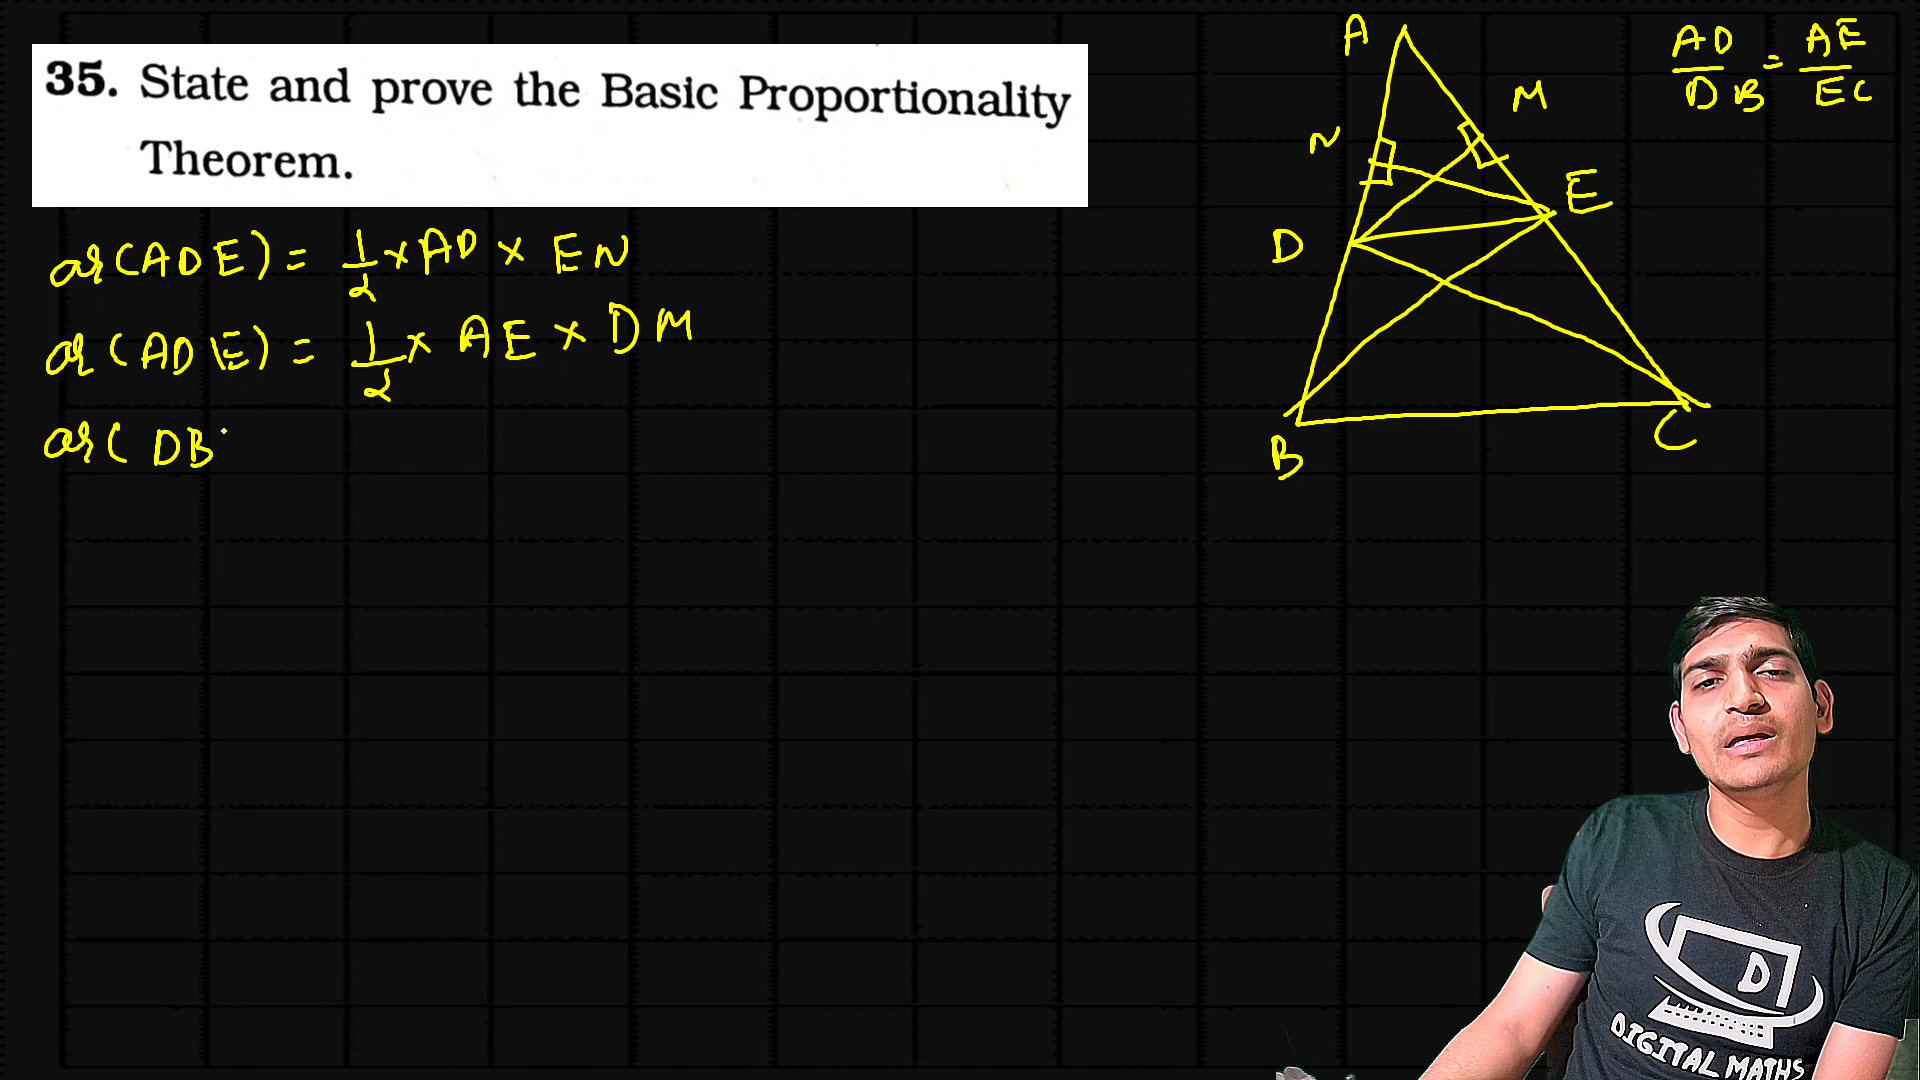 35. State and prove the Basic Proportionality
Theorem.
ar(ADE) = 1/2 × AD × EN
ar(ADE) = 1/2 × AE × DM
ar( DB
A
M
N
E
D
B
C
AD/DB = AE/EC
D
DIGITAL MATHS